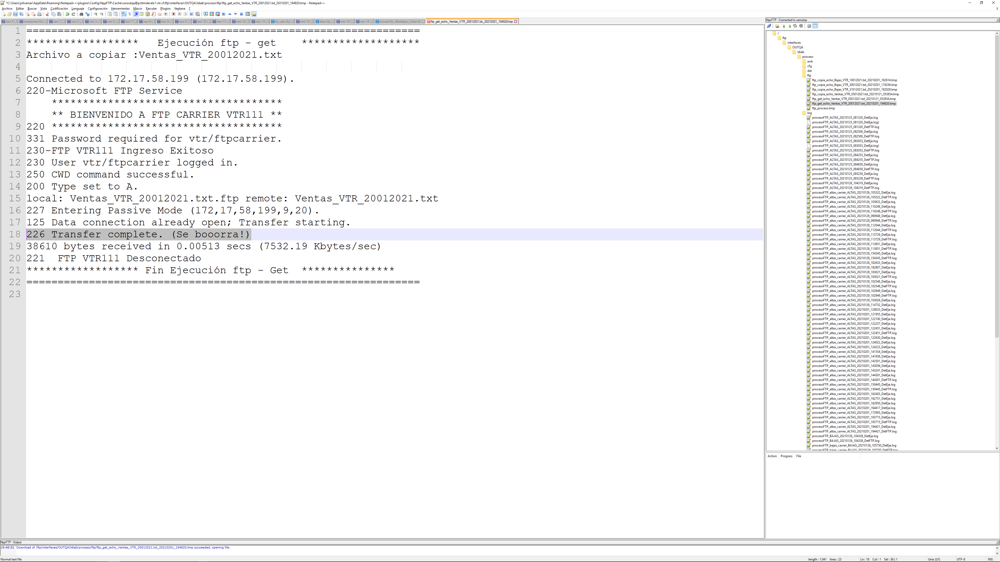 *C:\Users\jsilvamar\AppData\Roaming\Notepad++\plugins\Config\NppFTP\Cache\usroutqa@pctlmdevelc1.vtr.cl\ftp\interfaces\OUTQA\ldiab\proceso\ftp\ftp_get_echo_Ventas_VTR_20012021.txt_20210201_194820.tmp - Notepad++
Archivo Editar Buscar Vista Codificación Lenguaje Configuración Herramientas Macro Ejecutar Plugins Ventana ?
new 4 conexiones3.txt new 1 new 2 new 3 new 5 new 7 new 8 new 9 new 6 new 10 new 11 new 12 new 13 ftp_user.cfg new 14 altas.cfg new 15 new 16 procesoFtp_AltasBajas_Carrier.sh ftp_get_echo_Ventas_VTR_20012021.txt_20210201_194820.tmp
1 ===============================================================
2 ****************** Ejecución ftp - get *******************
3 Archivo a copiar :Ventas_VTR_20012021.txt
4
5 Connected to 172.17.58.199 (172.17.58.199).
6 220-Microsoft FTP Service
7 *************************************
8 ** BIENVENIDO A FTP CARRIER VTR111 **
9 220 *************************************
10 331 Password required for vtr/ftpcarrier.
11 230-FTP VTR111 Ingreso Exitoso
12 230 User vtr/ftpcarrier logged in.
13 250 CWD command successful.
14 200 Type set to A.
15 local: Ventas_VTR_20012021.txt.ftp remote: Ventas_VTR_20012021.txt
16 227 Entering Passive Mode (172,17,58,199,9,20).
17 125 Data connection already open; Transfer starting.
18 226 Transfer complete. (Se booorra!)
19 38610 bytes received in 0.00513 secs (7532.19 Kbytes/sec)
20 221  FTP VTR111 Desconectado
21 ****************** Fin Ejecución ftp - Get ***************
22 ===============================================================
23
NppFTP - Connected to usroutqa
/
ftp
interfaces
OUTQA
ldiab
proceso
awk
cfg
dat
ftp
ftp_copia_echo_Bajas_VTR_10012021.txt_20210201_182614.tmp
ftp_copia_echo_Bajas_VTR_30012021.txt_20210201_174336.tmp
ftp_copia_echo_Bajas_VTR_31012021.txt_20210201_182028.tmp
ftp_copia_echo_Ventas_VTR_05012021.txt_20210121_053854.tmp
ftp_get_echo_Ventas_VTR_05012021.txt_20210121_053854.tmp
ftp_get_echo_Ventas_VTR_20012021.txt_20210201_194820.tmp
ftp_proceso.tmp
log
procesoFTP_ALTAS_20210125_081320_DetEje.log
procesoFTP_ALTAS_20210125_081320_DetEje.log}
procesoFTP_ALTAS_20210125_081320_DetFTP.log
procesoFTP_ALTAS_20210125_082500_DetEje.log
procesoFTP_ALTAS_20210125_082500_DetFTP.log
procesoFTP_ALTAS_20210125_083053_DetEje.log
procesoFTP_ALTAS_20210125_083053_DetEje.log}
procesoFTP_ALTAS_20210125_083053_DetFTP.log
procesoFTP_ALTAS_20210125_084255_DetEje.log
procesoFTP_ALTAS_20210125_084255_DetFTP.log
procesoFTP_ALTAS_20210125_084839_DetEje.log
procesoFTP_ALTAS_20210125_084839_DetFTP.log
procesoFTP_ALTAS_20210125_085239_DetEje.log
procesoFTP_ALTAS_20210125_085239_DetFTP.log
procesoFTP_ALTAS_20210126_104319_DetEje.log
procesoFTP_ALTAS_20210126_104319_DetFTP.log
procesoFTP_altas_carrier_ALTAS_20210126_105322_DetEje.log
procesoFTP_altas_carrier_ALTAS_20210126_105322_DetFTP.log
procesoFTP_altas_carrier_ALTAS_20210126_105833_DetEje.log
procesoFTP_altas_carrier_ALTAS_20210126_110248_DetEje.log
procesoFTP_altas_carrier_ALTAS_20210126_110248_DetFTP.log
procesoFTP_altas_carrier_ALTAS_20210128_090948_DetEje.log
procesoFTP_altas_carrier_ALTAS_20210128_090948_DetFTP.log
procesoFTP_altas_carrier_ALTAS_20210128_112044_DetEje.log
procesoFTP_altas_carrier_ALTAS_20210128_112044_DetFTP.log
procesoFTP_altas_carrier_ALTAS_20210128_113729_DetEje.log
procesoFTP_altas_carrier_ALTAS_20210128_113729_DetFTP.log
procesoFTP_altas_carrier_ALTAS_20210128_113851_DetEje.log
procesoFTP_altas_carrier_ALTAS_20210128_113851_DetFTP.log
procesoFTP_altas_carrier_ALTAS_20210128_154345_DetEje.log
procesoFTP_altas_carrier_ALTAS_20210128_154345_DetFTP.log
procesoFTP_altas_carrier_ALTAS_20210128_182633_DetEje.log
procesoFTP_altas_carrier_ALTAS_20210128_182807_DetEje.log
procesoFTP_altas_carrier_ALTAS_20210128_183021_DetEje.log
procesoFTP_altas_carrier_ALTAS_20210128_183021_DetFTP.log
procesoFTP_altas_carrier_ALTAS_20210129_102548_DetEje.log
procesoFTP_altas_carrier_ALTAS_20210129_102548_DetFTP.log
procesoFTP_altas_carrier_ALTAS_20210129_102949_DetEje.log
procesoFTP_altas_carrier_ALTAS_20210129_102949_DetFTP.log
procesoFTP_altas_carrier_ALTAS_20210129_103026_DetEje.log
procesoFTP_altas_carrier_ALTAS_20210129_114732_DetEje.log
procesoFTP_altas_carrier_ALTAS_20210201_120033_DetEje.log
procesoFTP_altas_carrier_ALTAS_20210201_121955_DetEje.log
procesoFTP_altas_carrier_ALTAS_20210201_122100_DetEje.log
procesoFTP_altas_carrier_ALTAS_20210201_122237_DetEje.log
procesoFTP_altas_carrier_ALTAS_20210201_122451_DetEje.log
procesoFTP_altas_carrier_ALTAS_20210201_122451_DetFTP.log
procesoFTP_altas_carrier_ALTAS_20210201_122630_DetEje.log
procesoFTP_altas_carrier_ALTAS_20210201_124022_DetEje.log
procesoFTP_altas_carrier_ALTAS_20210201_124223_DetEje.log
procesoFTP_altas_carrier_ALTAS_20210201_141554_DetEje.log
procesoFTP_altas_carrier_ALTAS_20210201_141938_DetEje.log
procesoFTP_altas_carrier_ALTAS_20210201_142501_DetEje.log
procesoFTP_altas_carrier_ALTAS_20210201_143056_DetEje.log
procesoFTP_altas_carrier_ALTAS_20210201_143241_DetEje.log
procesoFTP_altas_carrier_ALTAS_20210201_144301_DetEje.log
procesoFTP_altas_carrier_ALTAS_20210201_144301_DetFTP.log
procesoFTP_altas_carrier_ALTAS_20210201_150445_DetEje.log
procesoFTP_altas_carrier_ALTAS_20210201_150445_DetFTP.log
procesoFTP_altas_carrier_ALTAS_20210201_162403_DetEje.log
procesoFTP_altas_carrier_ALTAS_20210201_162751_DetEje.log
procesoFTP_altas_carrier_ALTAS_20210201_162850_DetEje.log
procesoFTP_altas_carrier_ALTAS_20210201_164417_DetEje.log
procesoFTP_altas_carrier_ALTAS_20210201_172905_DetEje.log
procesoFTP_altas_carrier_ALTAS_20210201_193715_DetEje.log
procesoFTP_altas_carrier_ALTAS_20210201_193715_DetFTP.log
procesoFTP_altas_carrier_ALTAS_20210201_194421_DetEje.log
procesoFTP_altas_carrier_ALTAS_20210201_194421_DetFTP.log
procesoFTP_BAJAS_20210126_104338_DetEje.log
procesoFTP_BAJAS_20210126_104338_DetFTP.log
procesoFTP_bajas_carrier_BAJAS_20210126_105750_DetEje.log
procesoFTP_bajas_carrier_BAJAS_20210126_105750_DetFTP.log
Action Progress File
NppFTP - Output
19:48:52 Download of /ftp/interfaces/OUTQA/ldiab/proceso/ftp/ftp_get_echo_Ventas_VTR_20012021.txt_20210201_194820.tmp succeeded, opening file.
Normal text file length : 1.041 lines : 23 Ln : 18 Col : 1 Sel : 36 | 1 Unix (LF) UTF-8 INS